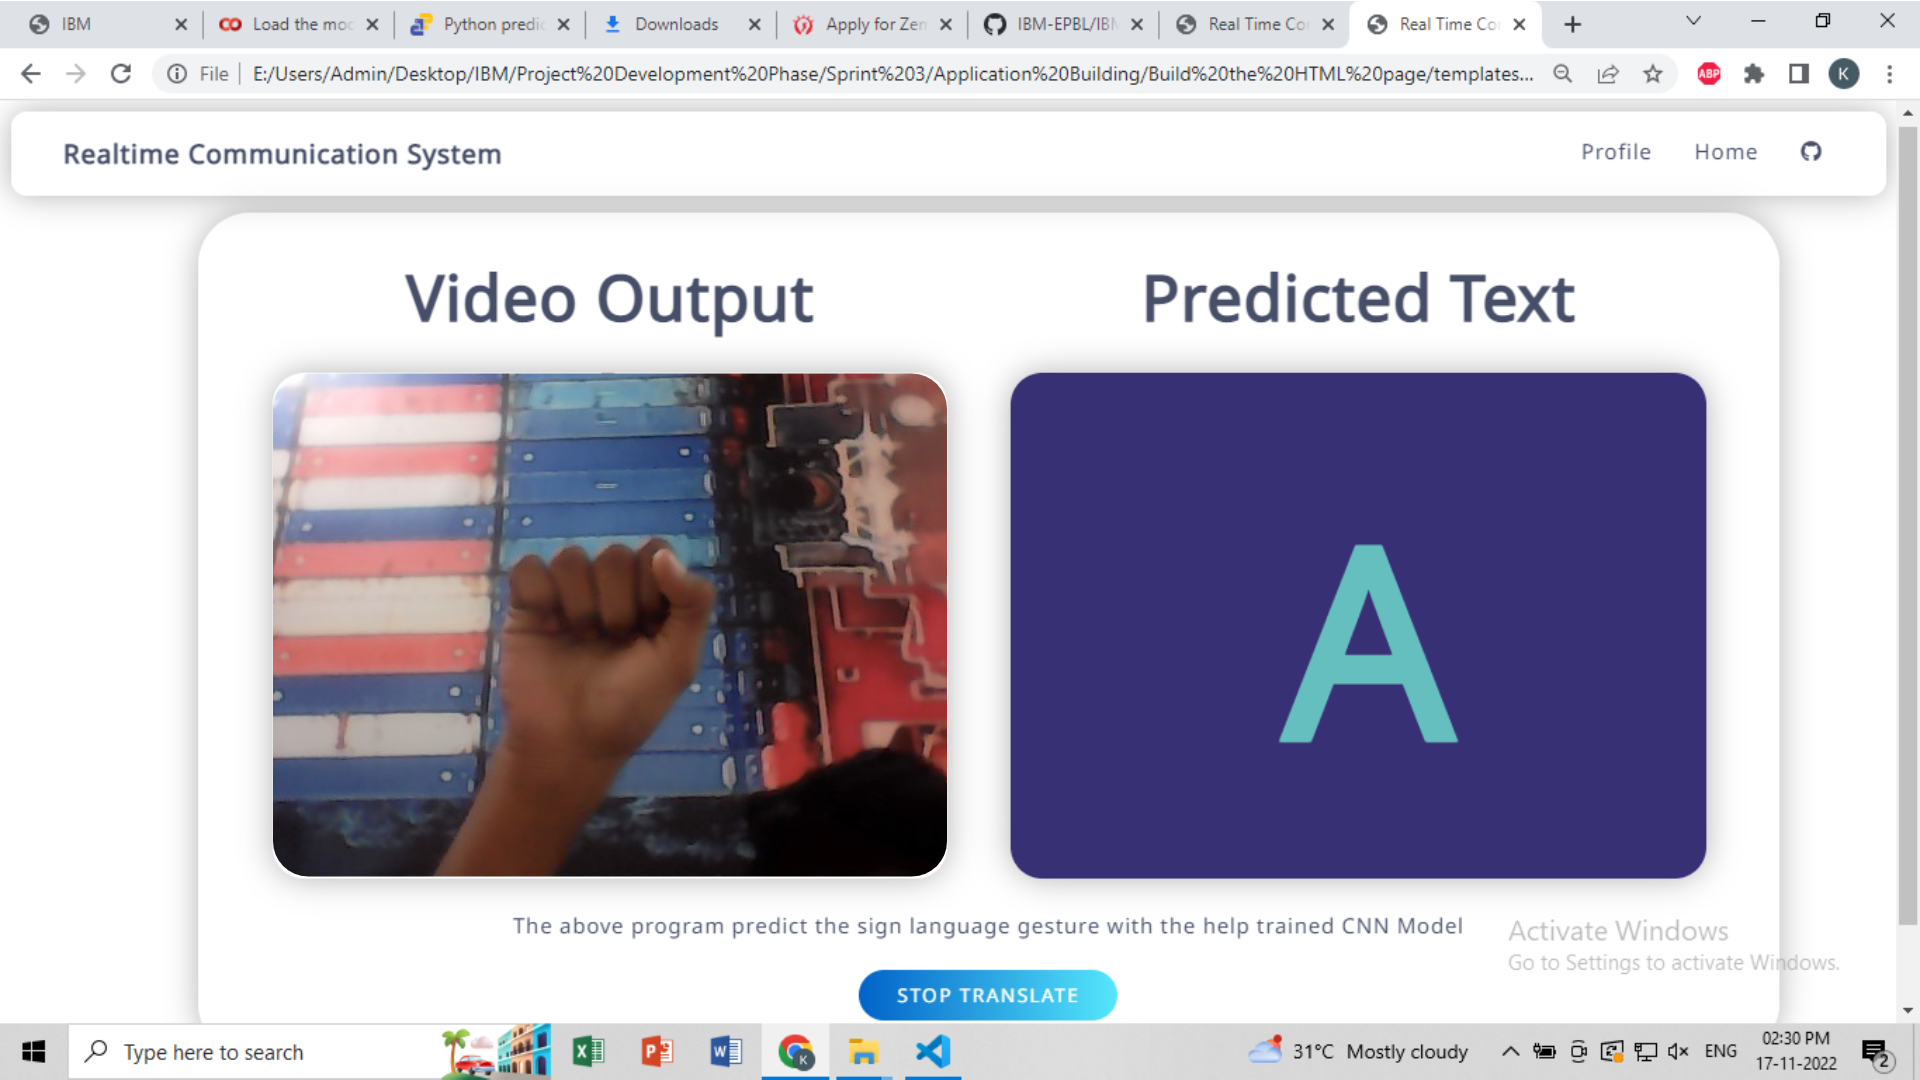 IBM
Load the mo
Python predic
Downloads
Apply for Zen
IBM-EPBL/IBM
Real Time Co
Real Time Co
File
E:/Users/Admin/Desktop/IBM/Project%20Development%20Phase/Sprint%203/Application%20Building/Build%20the%20HTML%20page/templates...
ABP
K
Realtime Communication System
Profile
Home
Video Output
Predicted Text
A
The above program predict the sign language gesture with the help trained CNN Model
STOP TRANSLATE
Activate Windows
Go to Settings to activate Windows.
Type here to search
31°C Mostly cloudy
ENG
02:30 PM
17-11-2022
2